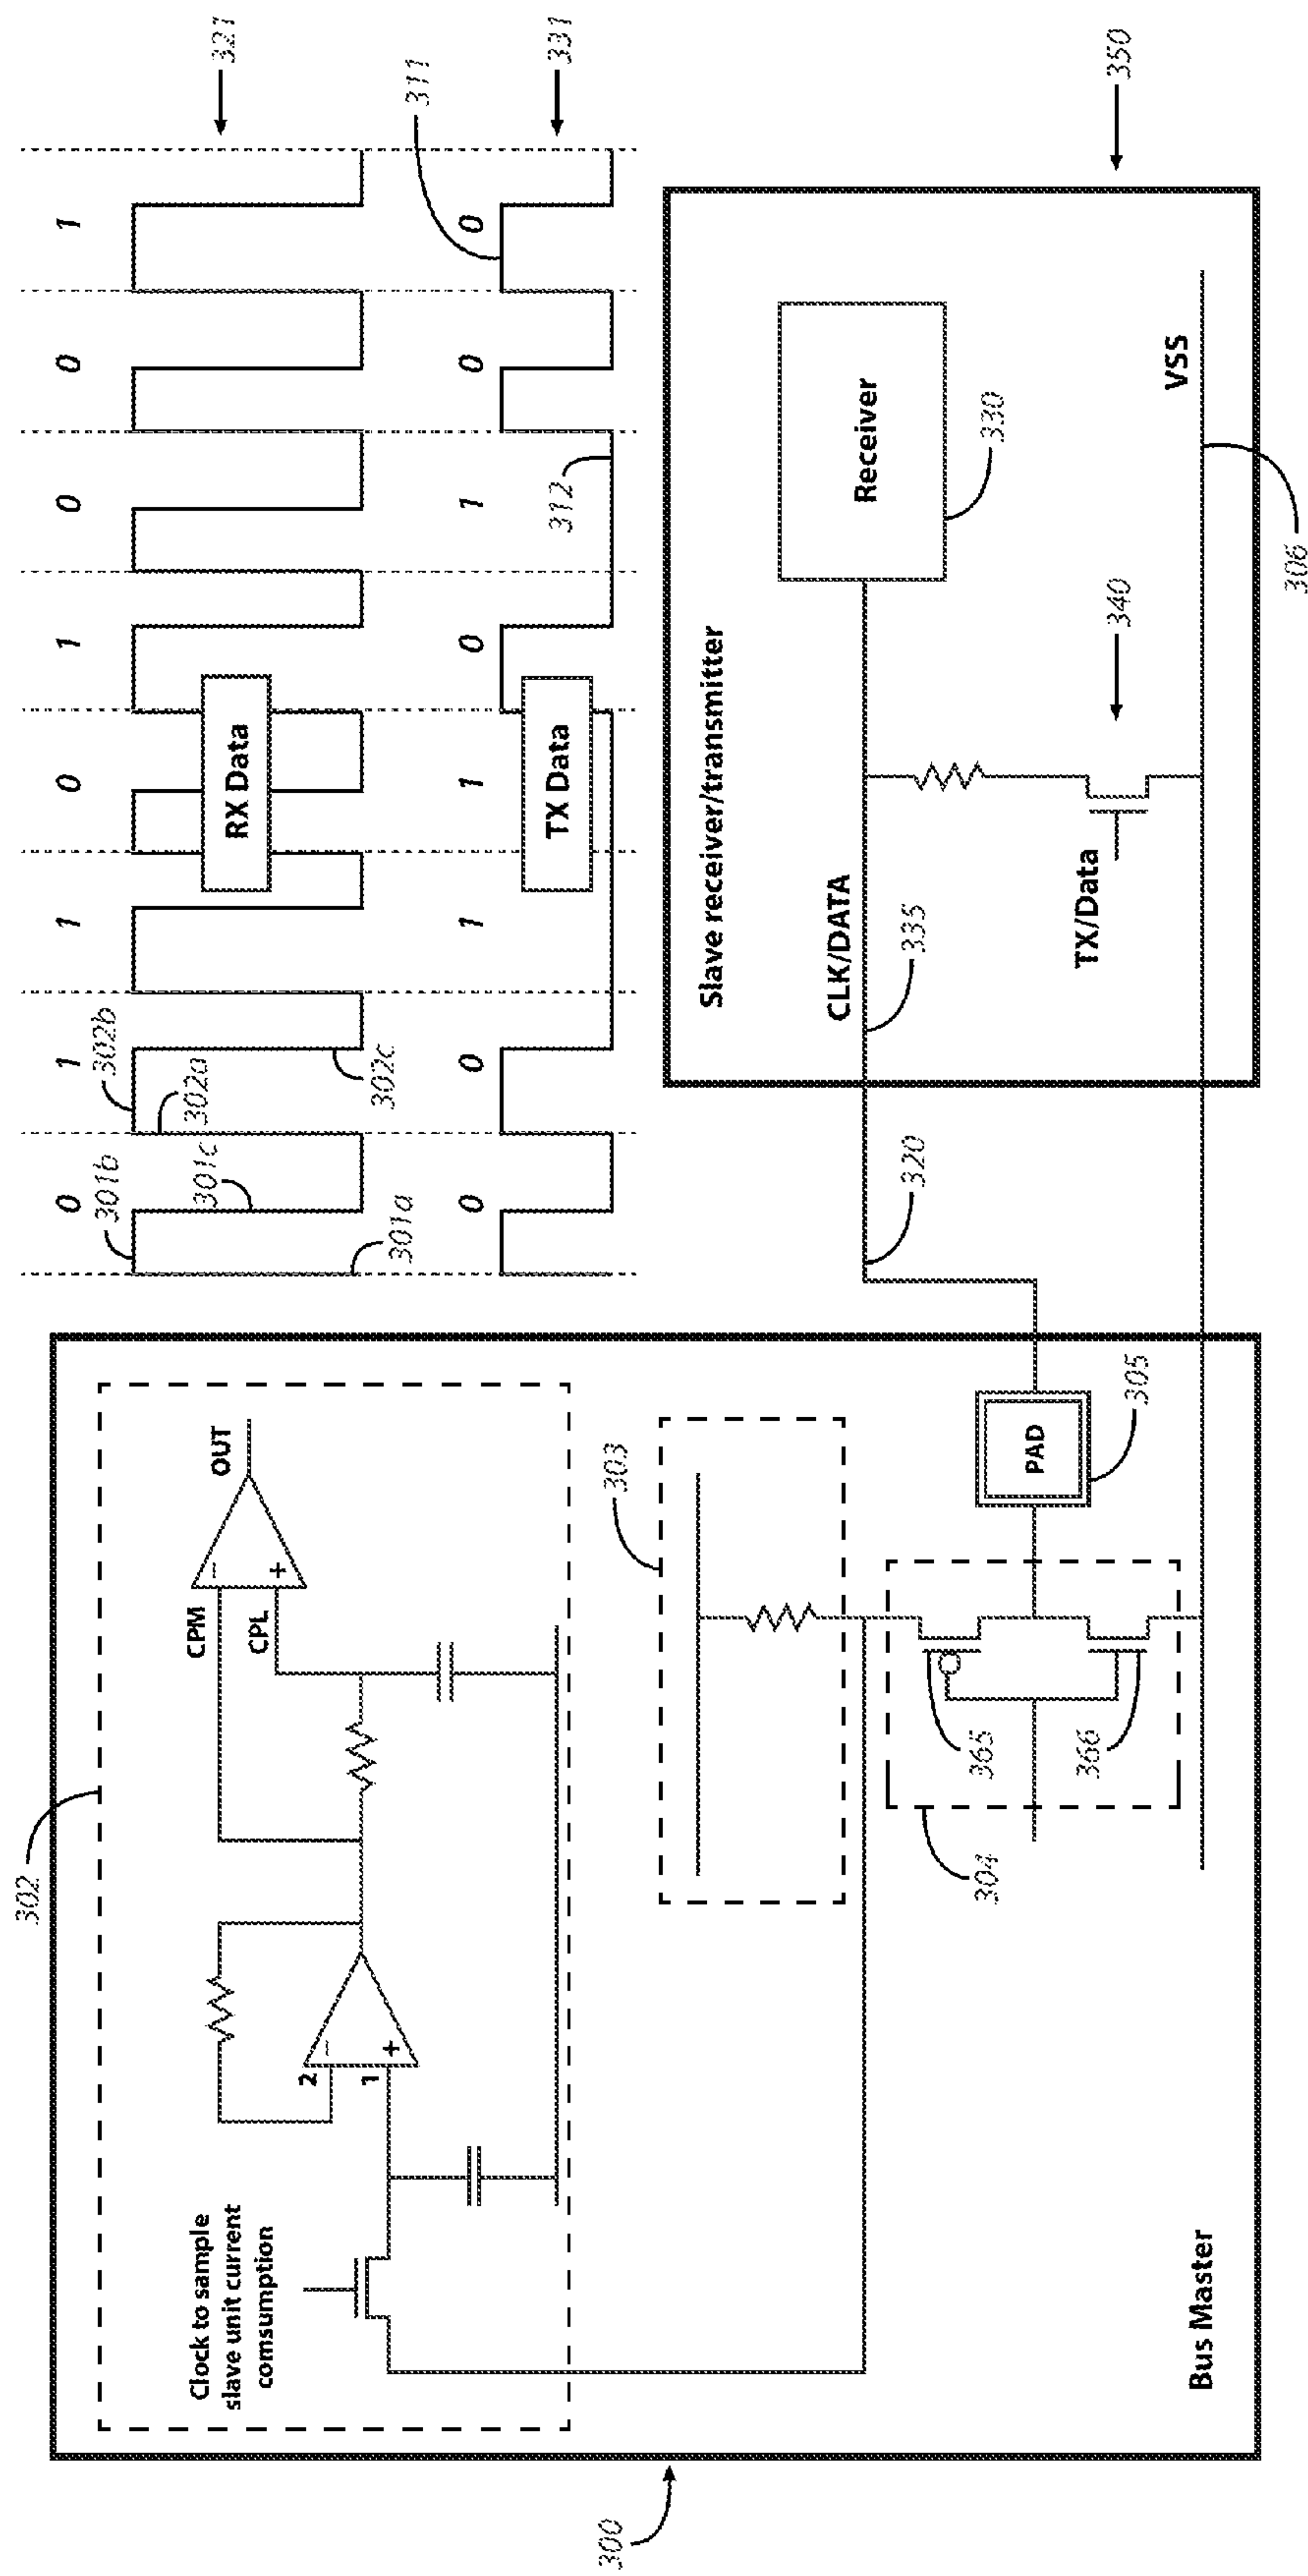 302
Clock to sample
slave unit current
comsumption
2
−
1
+
CPM
CPL
−
+
OUT
303
304
365
366
PAD
305
Bus Master
300
0 1 1 0 1 0 0 1
301b
302b
302a
301c
301a
302c
RX Data
321
0 0 1 1 0 1 0 0
311
312
TX Data
331
Slave receiver/transmitter
CLK/DATA
320
335
Receiver
330
TX/Data
340
VSS
306
350